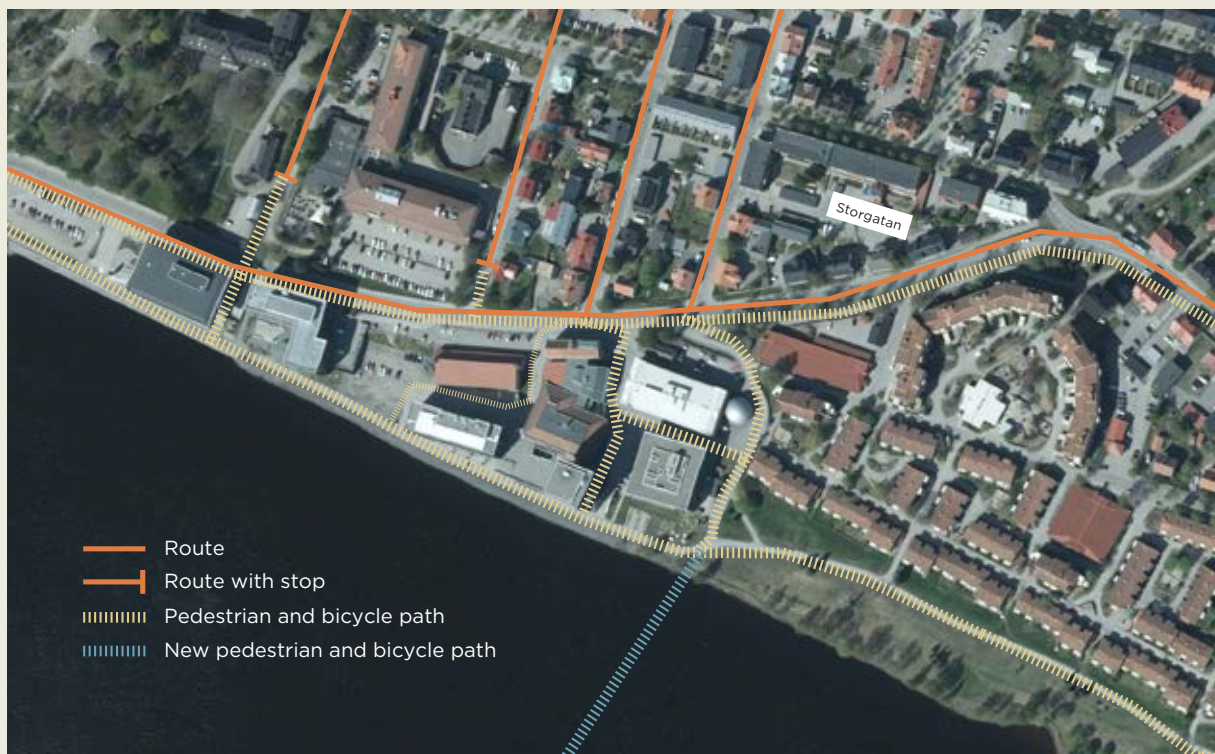 Storgatan
Route
Route with stop
Pedestrian and bicycle path
New pedestrian and bicycle path